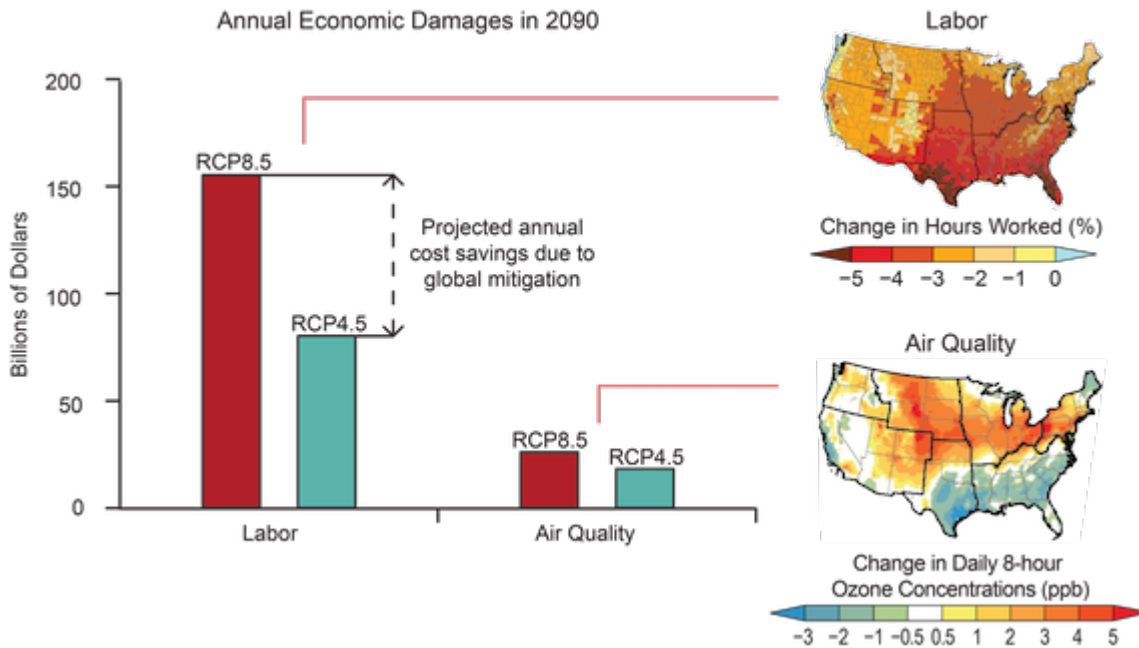 Annual Economic Damages in 2090
Billions of Dollars
200
150
100
50
0
RCP8.5
RCP4.5
Projected annual
cost savings due to
global mitigation
RCP8.5
RCP4.5
Labor
Air Quality
Labor
Change in Hours Worked (%)
−5 −4 −3 −2 −1 0
Air Quality
Change in Daily 8-hour
Ozone Concentrations (ppb)
−3 −2 −1 −0.5 0.5 1 2 3 4 5